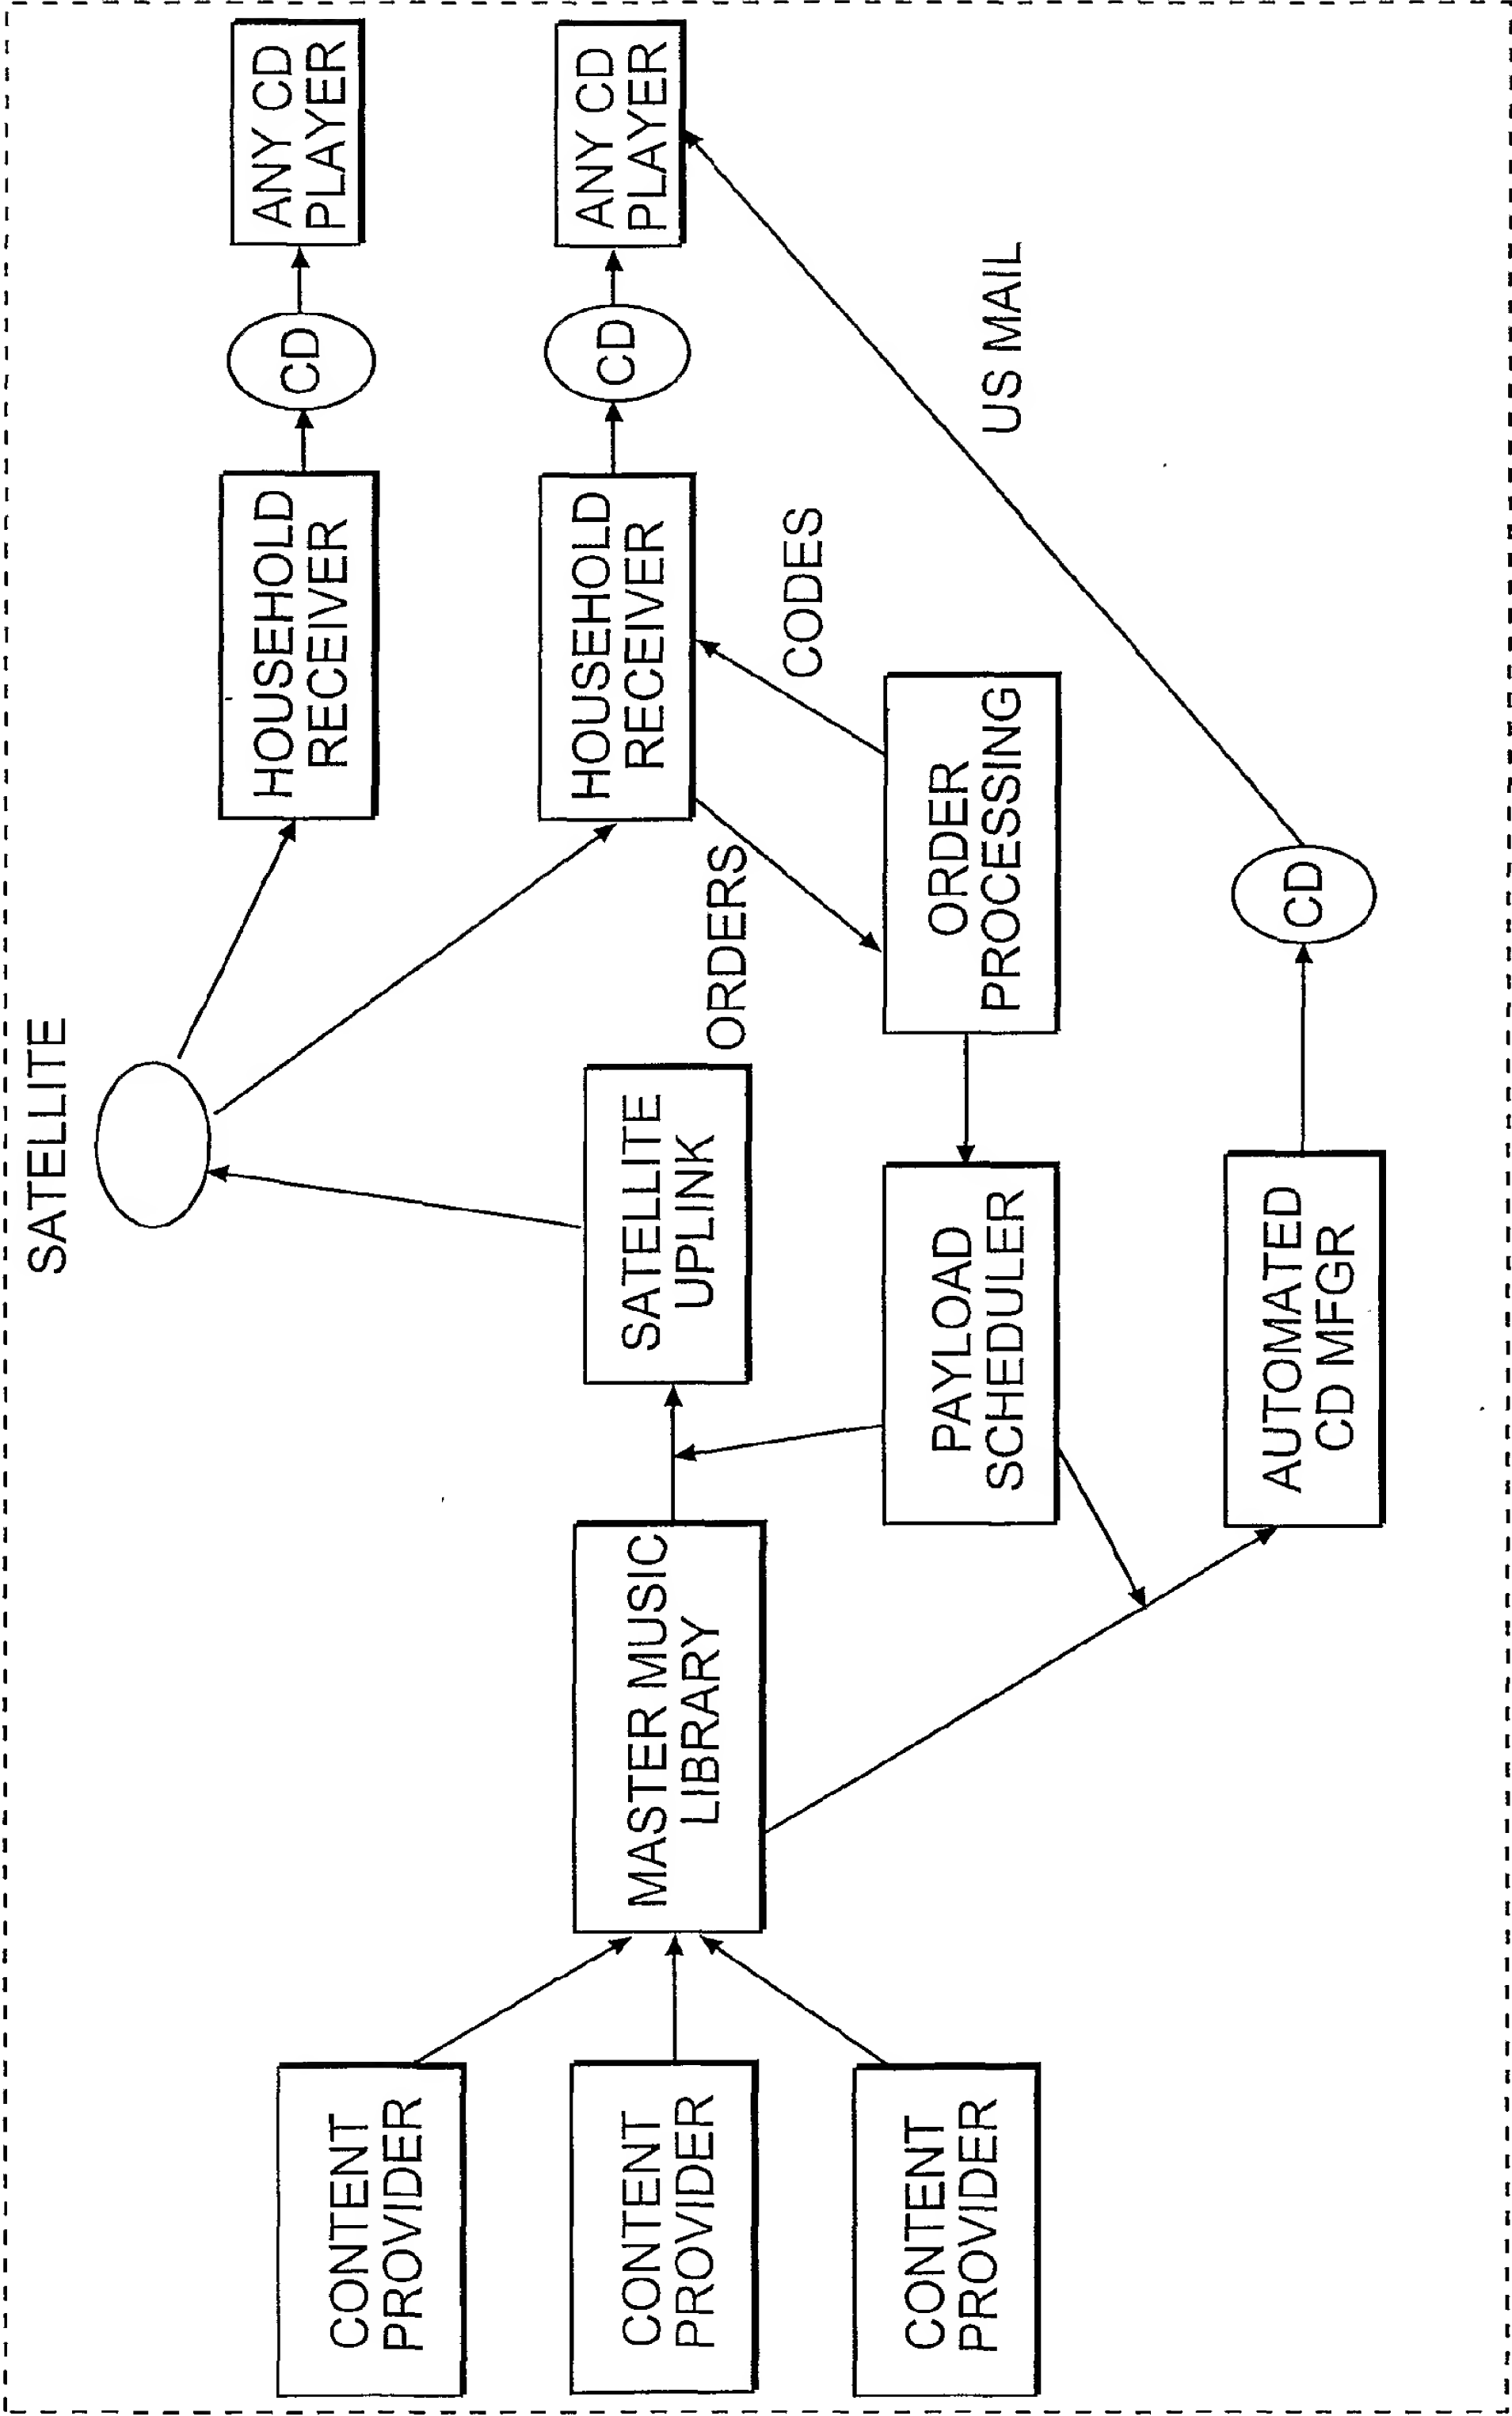 SATELLITE
CONTENT
PROVIDER
CONTENT
PROVIDER
CONTENT
PROVIDER
MASTER MUSIC
LIBRARY
SATELLITE
UPLINK
ORDERS
PAYLOAD
SCHEDULER
AUTOMATED
CD MFGR
ORDER
PROCESSING
CD
CODES
US MAIL
HOUSEHOLD
RECEIVER
CD
ANY CD
PLAYER
HOUSEHOLD
RECEIVER
CD
ANY CD
PLAYER